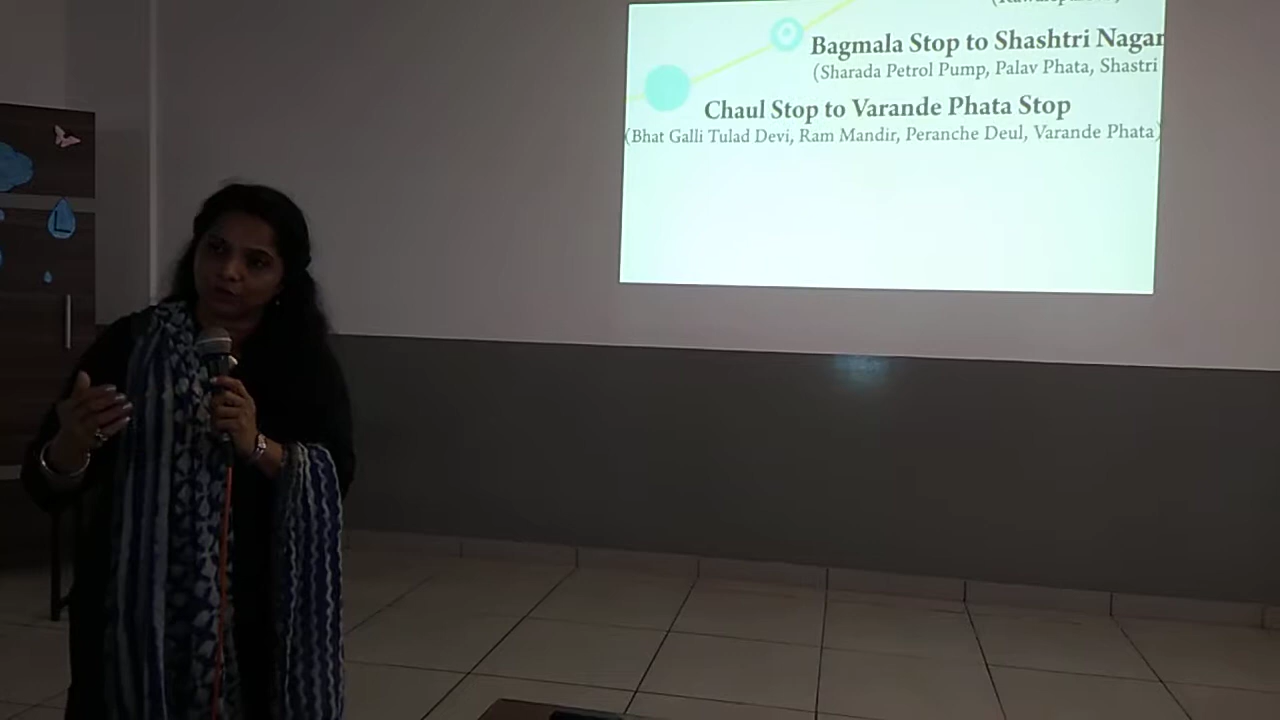 Bagmala Stop to Shashtri Nagar
(Sharada Petrol Pump, Palav Phata, Shastri
Chaul Stop to Varande Phata Stop
(Bhat Galli Tulad Devi, Ram Mandir, Peranche Deul, Varande Phata)
L